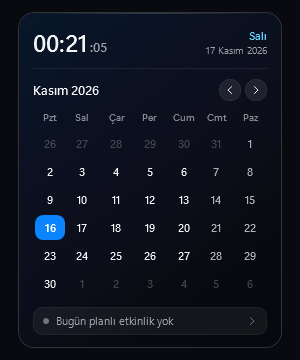 00:21:05
Salı
17 Kasım 2026
Kasım 2026
Pzt Sal Çar Per Cum Cmt Paz
26 27 28 29 30 31 1
2 3 4 5 6 7 8
9 10 11 12 13 14 15
16 17 18 19 20 21 22
23 24 25 26 27 28 29
30 1 2 3 4 5 6
Bugün planlı etkinlik yok